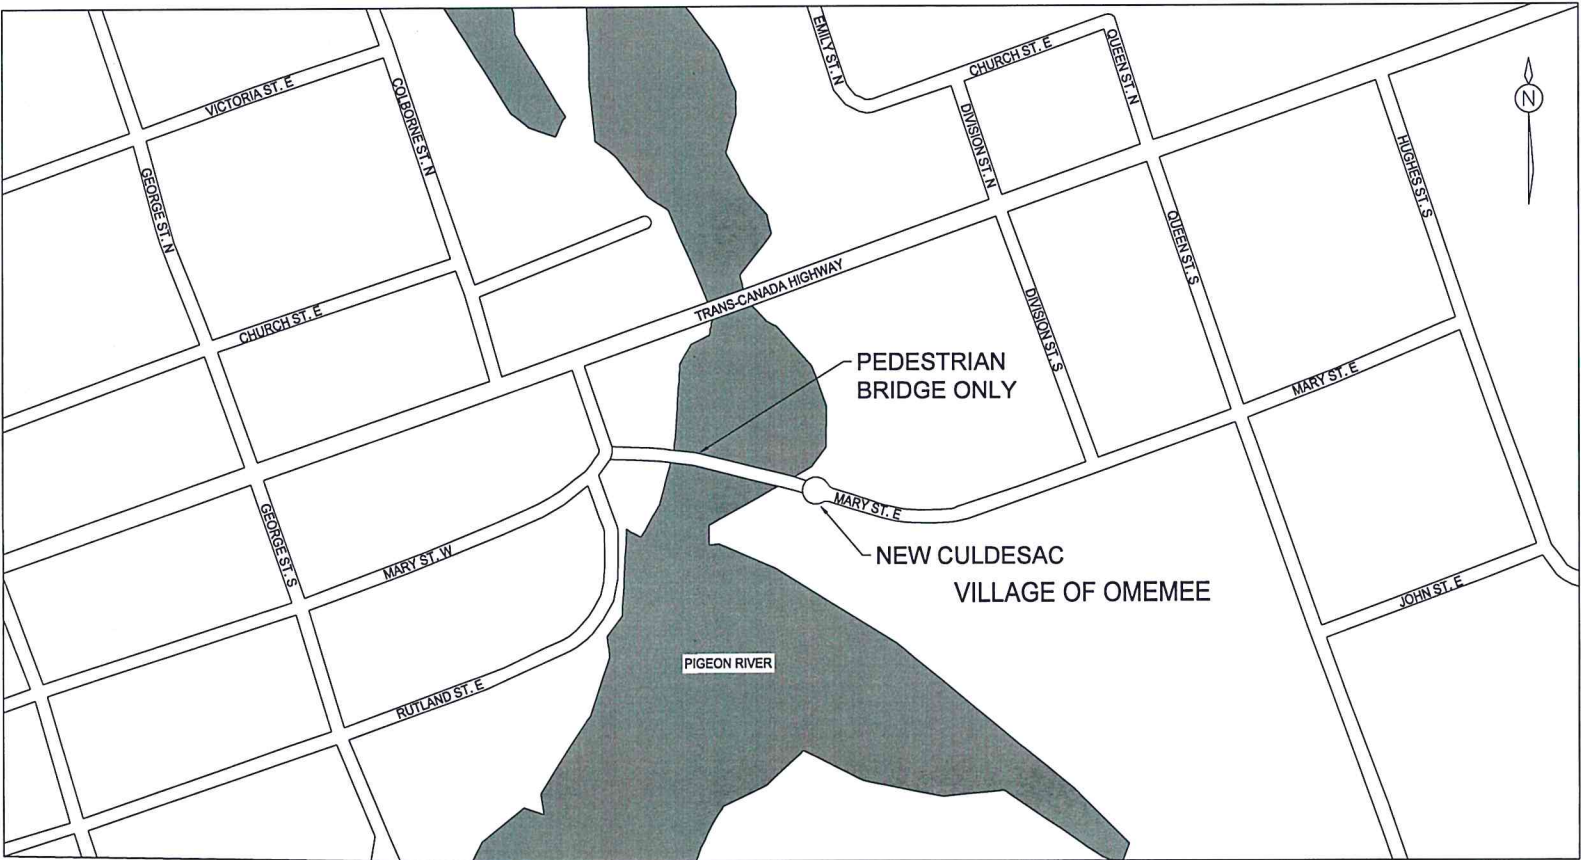 EMILY ST. N
CHURCH ST. E
QUEEN ST. N
VICTORIA ST. E
COLBORNE ST. N
N
DIVISION ST. N
HUGHES ST. S
GEORGE ST. N
QUEEN ST. S
TRANS-CANADA HIGHWAY
CHURCH ST. E
DIVISION ST. S
PEDESTRIAN
BRIDGE ONLY
MARY ST. E
MARY ST. E
GEORGE ST. S
MARY ST. W
NEW CULDESAC
VILLAGE OF OMEMEE
JOHN ST. E
PIGEON RIVER
RUTLAND ST. E